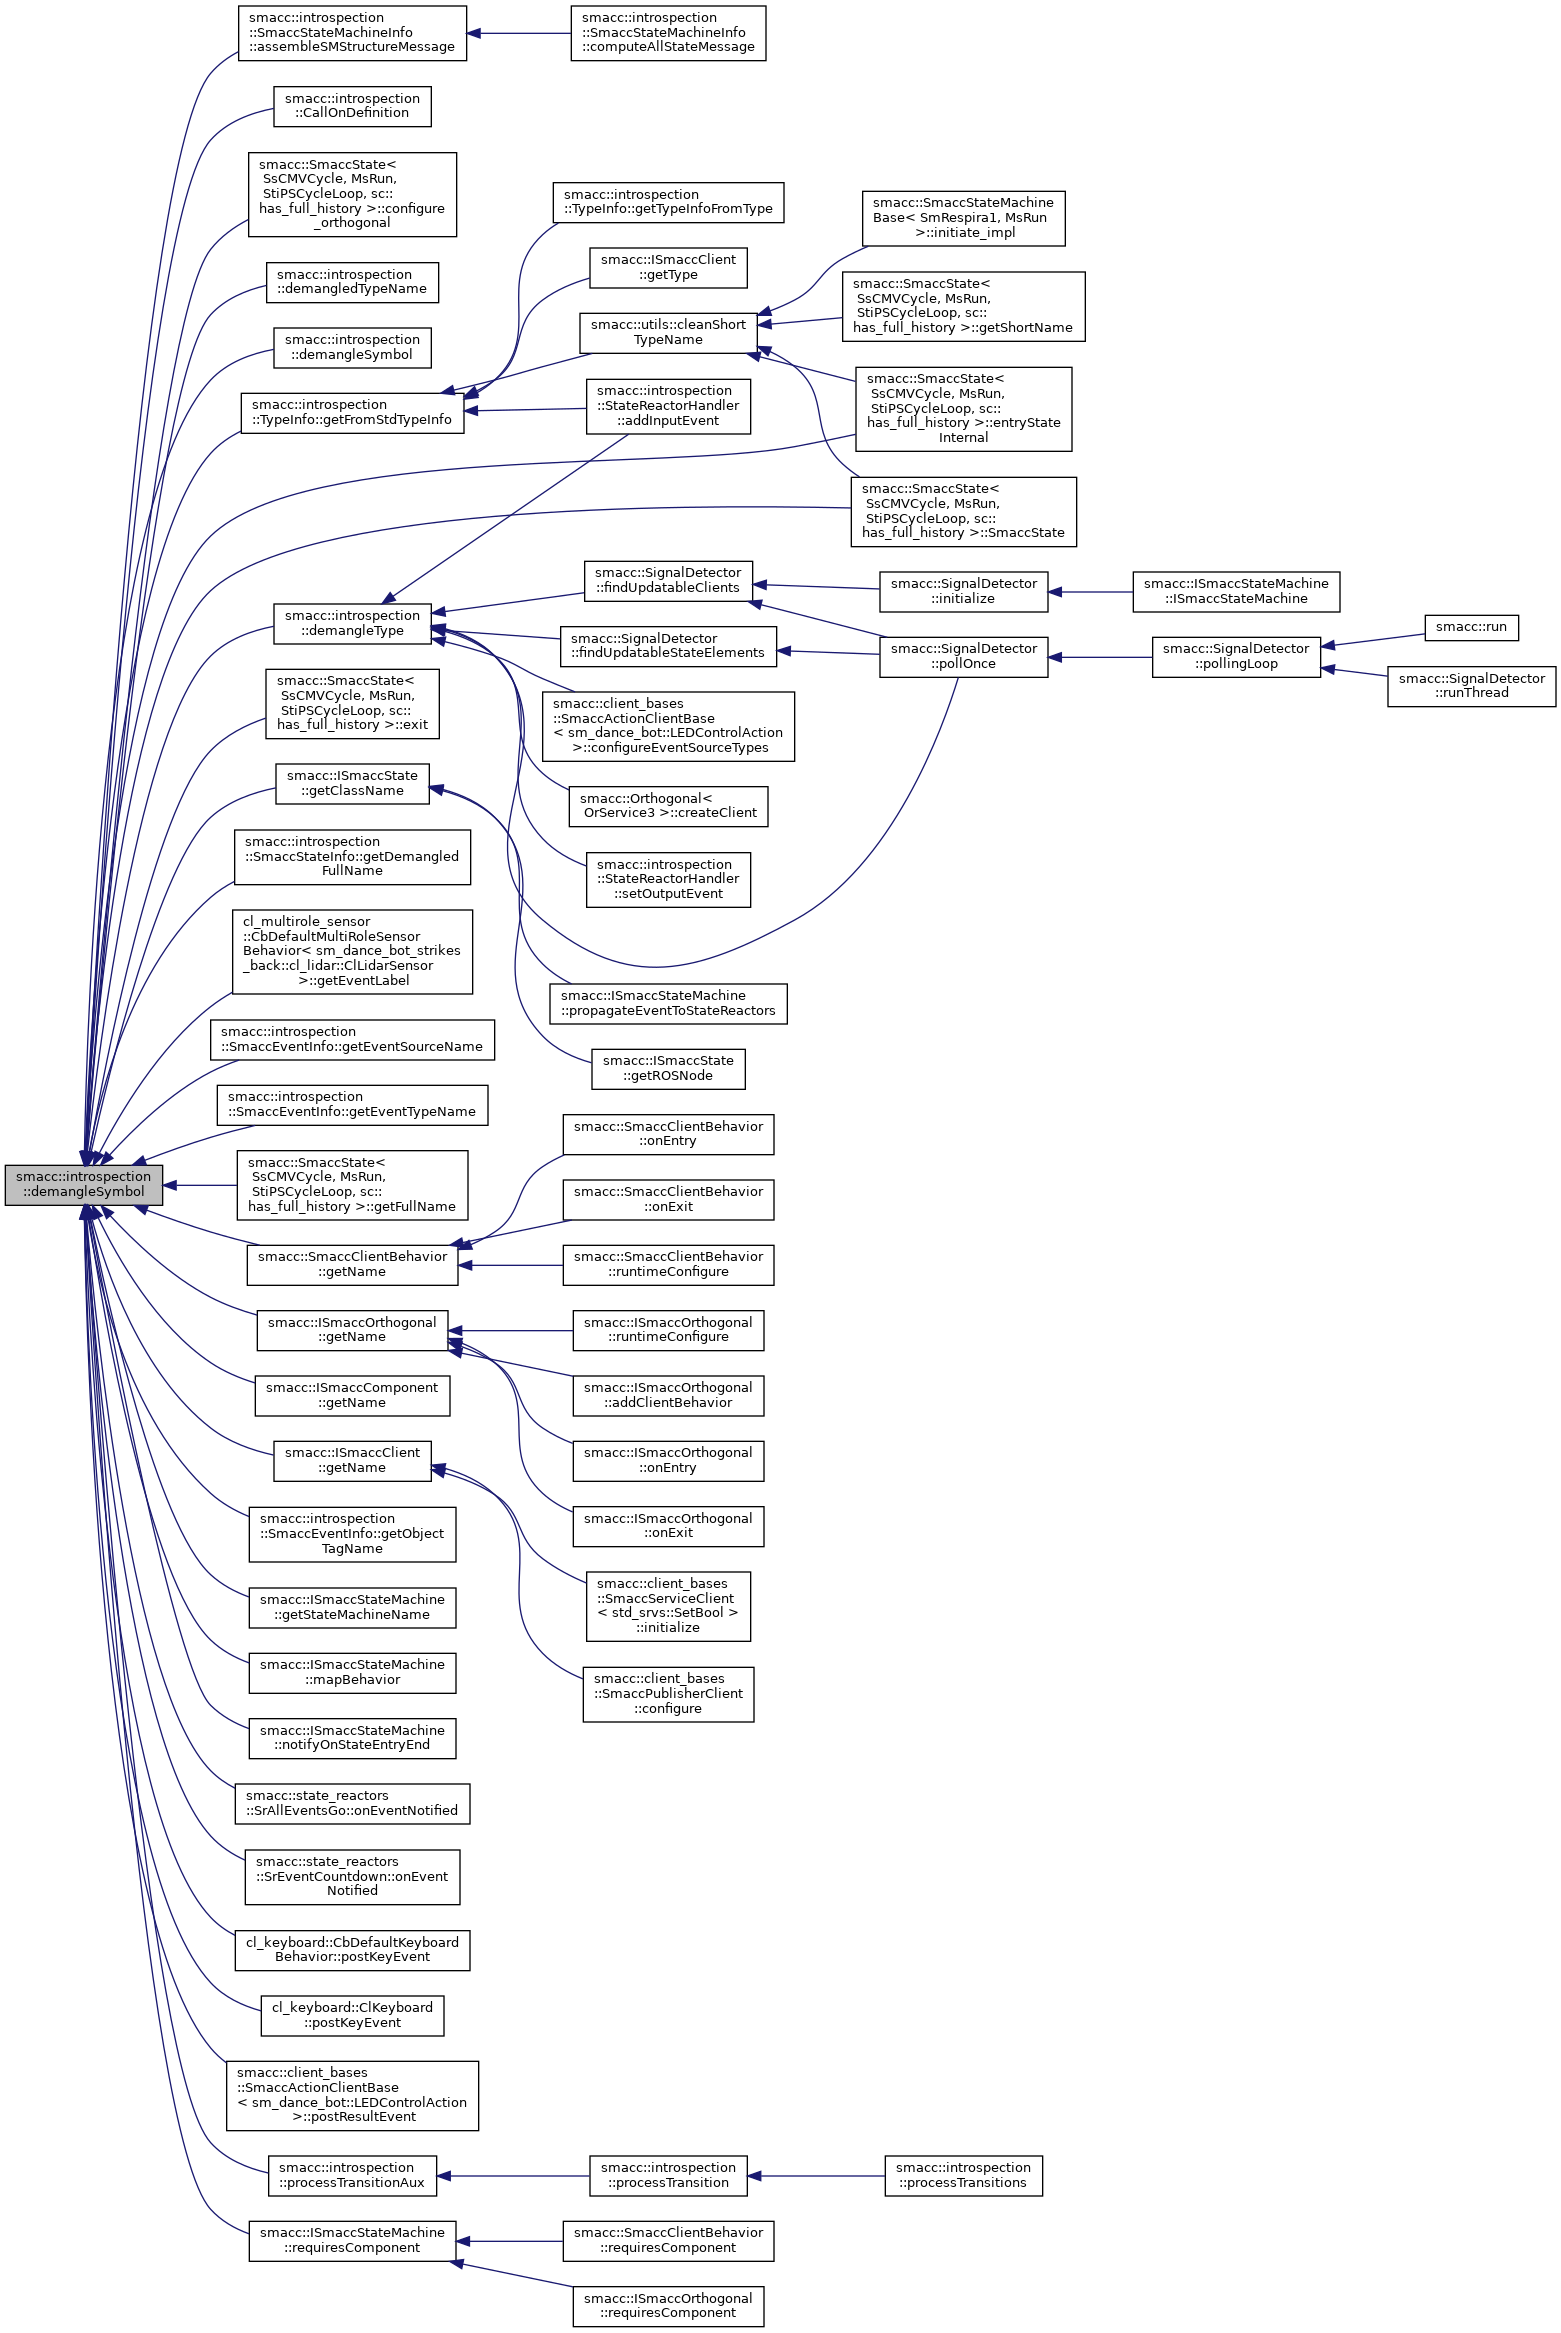 smacc::introspection
::SmaccStateMachineInfo
::assembleSMStructureMessage
smacc::introspection
::SmaccStateMachineInfo
::computeAllStateMessage
smacc::introspection
::CallOnDefinition
smacc::SmaccState<
SsCMVCycle, MsRun,
StiPSCycleLoop, sc::
has_full_history >::configure
_orthogonal
smacc::introspection
::demangledTypeName
smacc::introspection
::demangleSymbol
smacc::introspection
::TypeInfo::getFromStdTypeInfo
smacc::introspection
::TypeInfo::getTypeInfoFromType
smacc::ISmaccClient
::getType
smacc::utils::cleanShort
TypeName
smacc::introspection
::StateReactorHandler
::addInputEvent
smacc::SmaccStateMachine
Base< SmRespira1, MsRun
>::initiate_impl
smacc::SmaccState<
SsCMVCycle, MsRun,
StiPSCycleLoop, sc::
has_full_history >::getShortName
smacc::SmaccState<
SsCMVCycle, MsRun,
StiPSCycleLoop, sc::
has_full_history >::entryState
Internal
smacc::SmaccState<
SsCMVCycle, MsRun,
StiPSCycleLoop, sc::
has_full_history >::SmaccState
smacc::introspection
::demangleType
smacc::SignalDetector
::findUpdatableClients
smacc::SignalDetector
::findUpdatableStateElements
smacc::SignalDetector
::initialize
smacc::ISmaccStateMachine
::ISmaccStateMachine
smacc::SignalDetector
::pollOnce
smacc::SignalDetector
::pollingLoop
smacc::run
smacc::SignalDetector
::runThread
smacc::client_bases
::SmaccActionClientBase
< sm_dance_bot::LEDControlAction
>::configureEventSourceTypes
smacc::Orthogonal<
OrService3 >::createClient
smacc::introspection
::StateReactorHandler
::setOutputEvent
smacc::SmaccState<
SsCMVCycle, MsRun,
StiPSCycleLoop, sc::
has_full_history >::exit
smacc::ISmaccState
::getClassName
smacc::ISmaccStateMachine
::propagateEventToStateReactors
smacc::ISmaccState
::getROSNode
smacc::introspection
::SmaccStateInfo::getDemangled
FullName
cl_multirole_sensor
::CbDefaultMultiRoleSensor
Behavior< sm_dance_bot_strikes
_back::cl_lidar::ClLidarSensor
>::getEventLabel
smacc::introspection
::SmaccEventInfo::getEventSourceName
smacc::introspection
::SmaccEventInfo::getEventTypeName
smacc::introspection
::demangleSymbol
smacc::SmaccState<
SsCMVCycle, MsRun,
StiPSCycleLoop, sc::
has_full_history >::getFullName
smacc::SmaccClientBehavior
::getName
smacc::SmaccClientBehavior
::onEntry
smacc::SmaccClientBehavior
::onExit
smacc::SmaccClientBehavior
::runtimeConfigure
smacc::ISmaccOrthogonal
::getName
smacc::ISmaccOrthogonal
::runtimeConfigure
smacc::ISmaccOrthogonal
::addClientBehavior
smacc::ISmaccOrthogonal
::onEntry
smacc::ISmaccOrthogonal
::onExit
smacc::ISmaccComponent
::getName
smacc::ISmaccClient
::getName
smacc::client_bases
::SmaccServiceClient
< std_srvs::SetBool >
::initialize
smacc::client_bases
::SmaccPublisherClient
::configure
smacc::introspection
::SmaccEventInfo::getObject
TagName
smacc::ISmaccStateMachine
::getStateMachineName
smacc::ISmaccStateMachine
::mapBehavior
smacc::ISmaccStateMachine
::notifyOnStateEntryEnd
smacc::state_reactors
::SrAllEventsGo::onEventNotified
smacc::state_reactors
::SrEventCountdown::onEvent
Notified
cl_keyboard::CbDefaultKeyboard
Behavior::postKeyEvent
cl_keyboard::ClKeyboard
::postKeyEvent
smacc::client_bases
::SmaccActionClientBase
< sm_dance_bot::LEDControlAction
>::postResultEvent
smacc::introspection
::processTransitionAux
smacc::introspection
::processTransition
smacc::introspection
::processTransitions
smacc::ISmaccStateMachine
::requiresComponent
smacc::SmaccClientBehavior
::requiresComponent
smacc::ISmaccOrthogonal
::requiresComponent